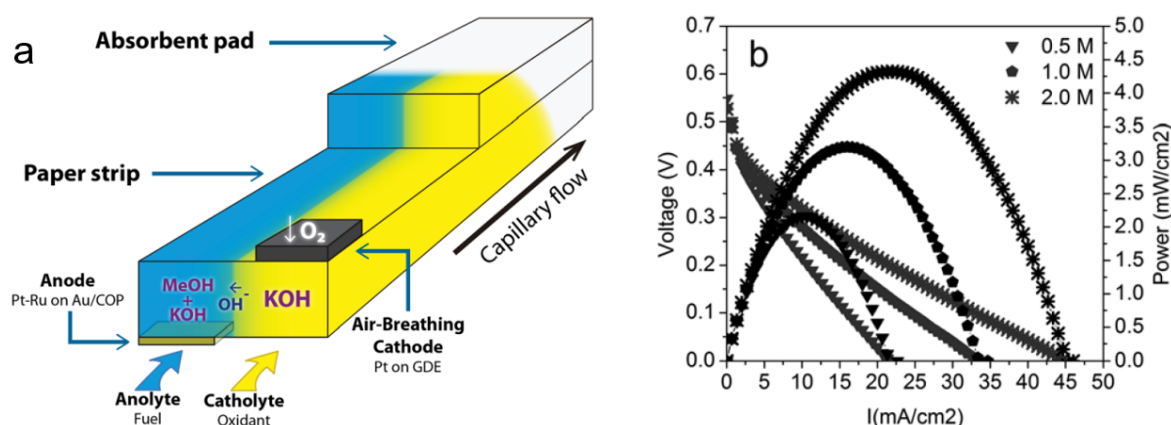 a
Absorbent pad
Paper strip
Capillary flow
↓ O₂
MeOH
+
KOH
OH⁻
←
KOH
Anode
Pt-Ru on Au/COP
Air-Breathing
Cathode
Pt on GDE
Anolyte
Fuel
Catholyte
Oxidant
b
0.5 M
1.0 M
2.0 M
Voltage (V)
0.7
0.6
0.5
0.4
0.3
0.2
0.1
0.0
0 5 10 15 20 25 30 35 40 45 50
I(mA/cm2)
5.0
4.5
4.0
3.5
3.0
2.5
2.0
1.5
1.0
0.5
0.0
Power (mW/cm2)